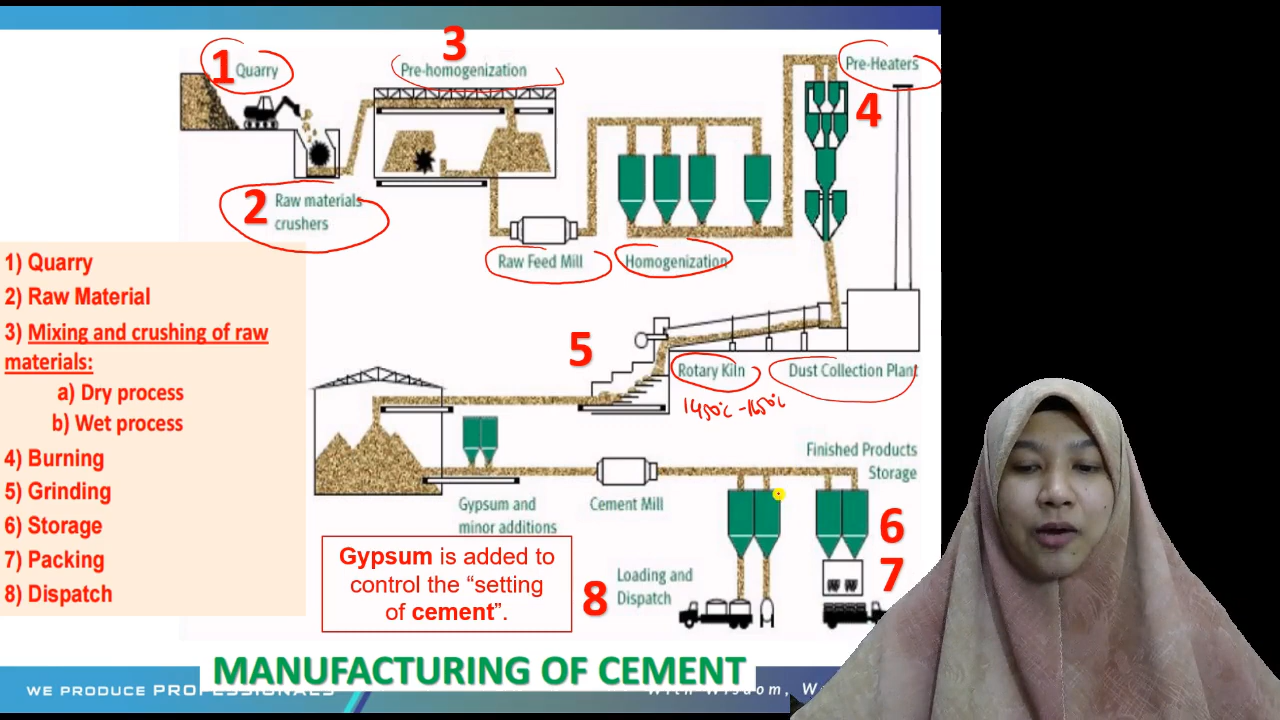 1
Quarry
3
Pre-homogenization
Pre-Heaters
4
2
Raw materials
crushers
Raw Feed Mill
Homogenization
1) Quarry
2) Raw Material
3) Mixing and crushing of raw
materials:
a) Dry process
b) Wet process
4) Burning
5) Grinding
6) Storage
7) Packing
8) Dispatch
5
Rotary Kiln
Dust Collection Plant
Finished Products
Storage
Gypsum and
minor additions
Cement Mill
6
7
Gypsum is added to
control the “setting
of cement”.
8
Loading and
Dispatch
MANUFACTURING OF CEMENT
WE PRODUCE PROFESSIONALS
With Wisdom,